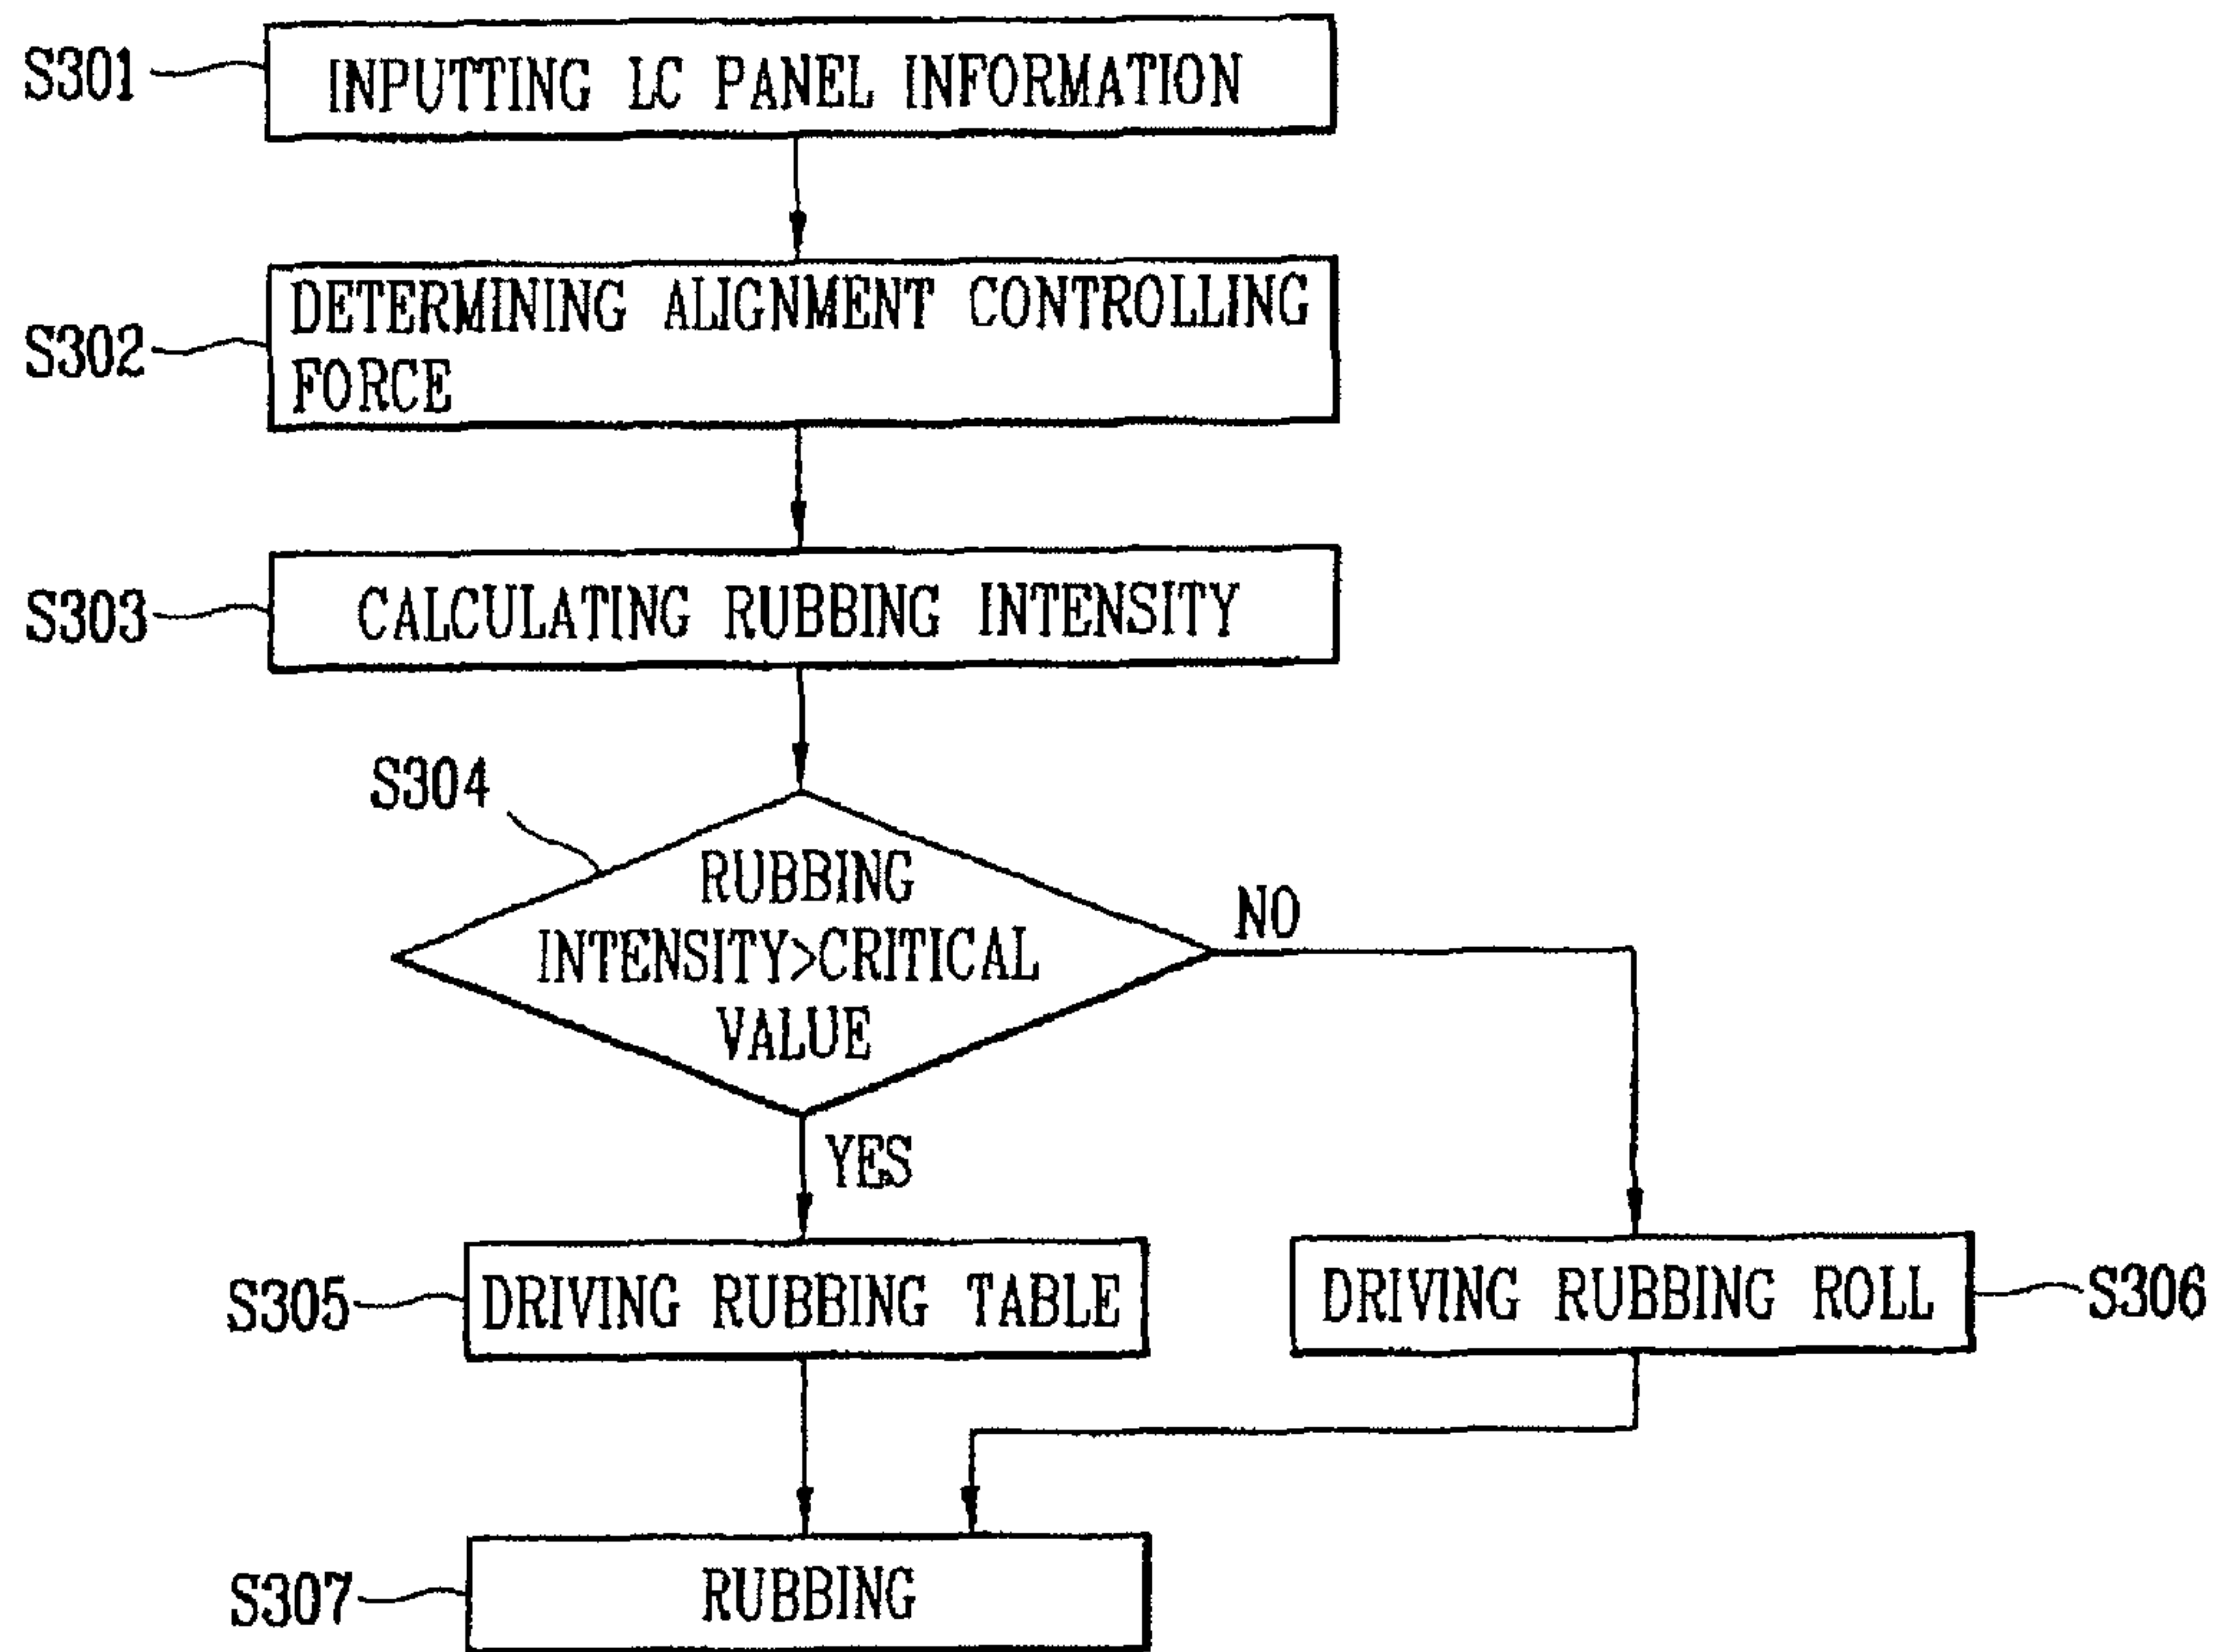 S301
INPUTTING LC PANEL INFORMATION
S302
DETERMINING ALIGNMENT CONTROLLING
FORCE
S303
CALCULATING RUBBING INTENSITY
S304
RUBBING
INTENSITY>CRITICAL
VALUE
NO
YES
S305
DRIVING RUBBING TABLE
DRIVING RUBBING ROLL
S306
S307
RUBBING